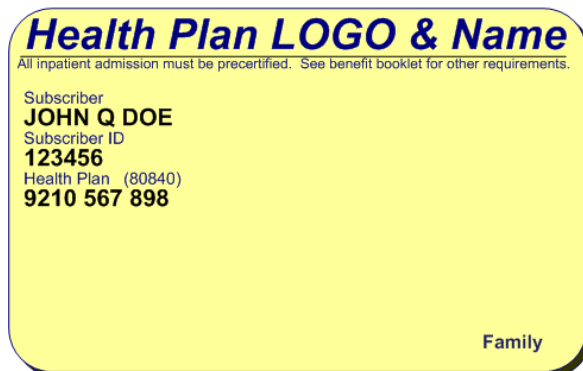 Health Plan LOGO & Name
All inpatient admission must be precertified. See benefit booklet for other requirements.
Subscriber
JOHN Q DOE
Subscriber ID
123456
Health Plan (80840)
9210 567 898
Family